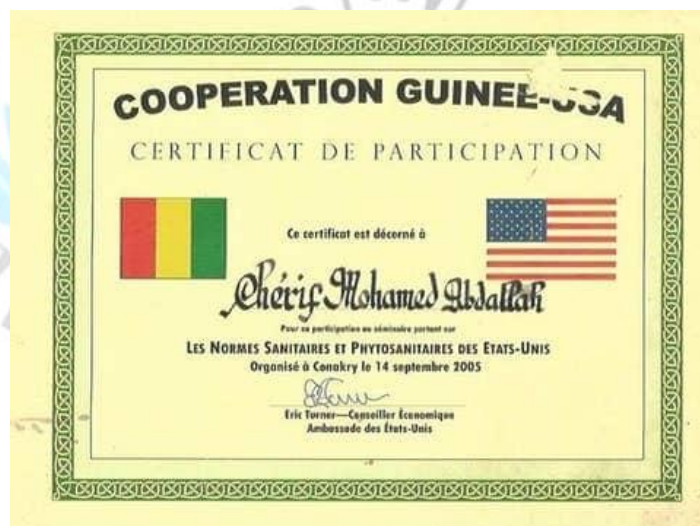 COOPERATION GUINEE-USA
CERTIFICAT DE PARTICIPATION
Ce certificat est décerné à
Chérif Mohamed Abdallah
Pour sa participation au séminaire portant sur
LES NORMES SANITAIRES ET PHYTOSANITAIRES DES ETATS-UNIS
Organisé à Conakry le 14 septembre 2005
Eric Turner—Conseiller Économique
Ambassade des États-Unis